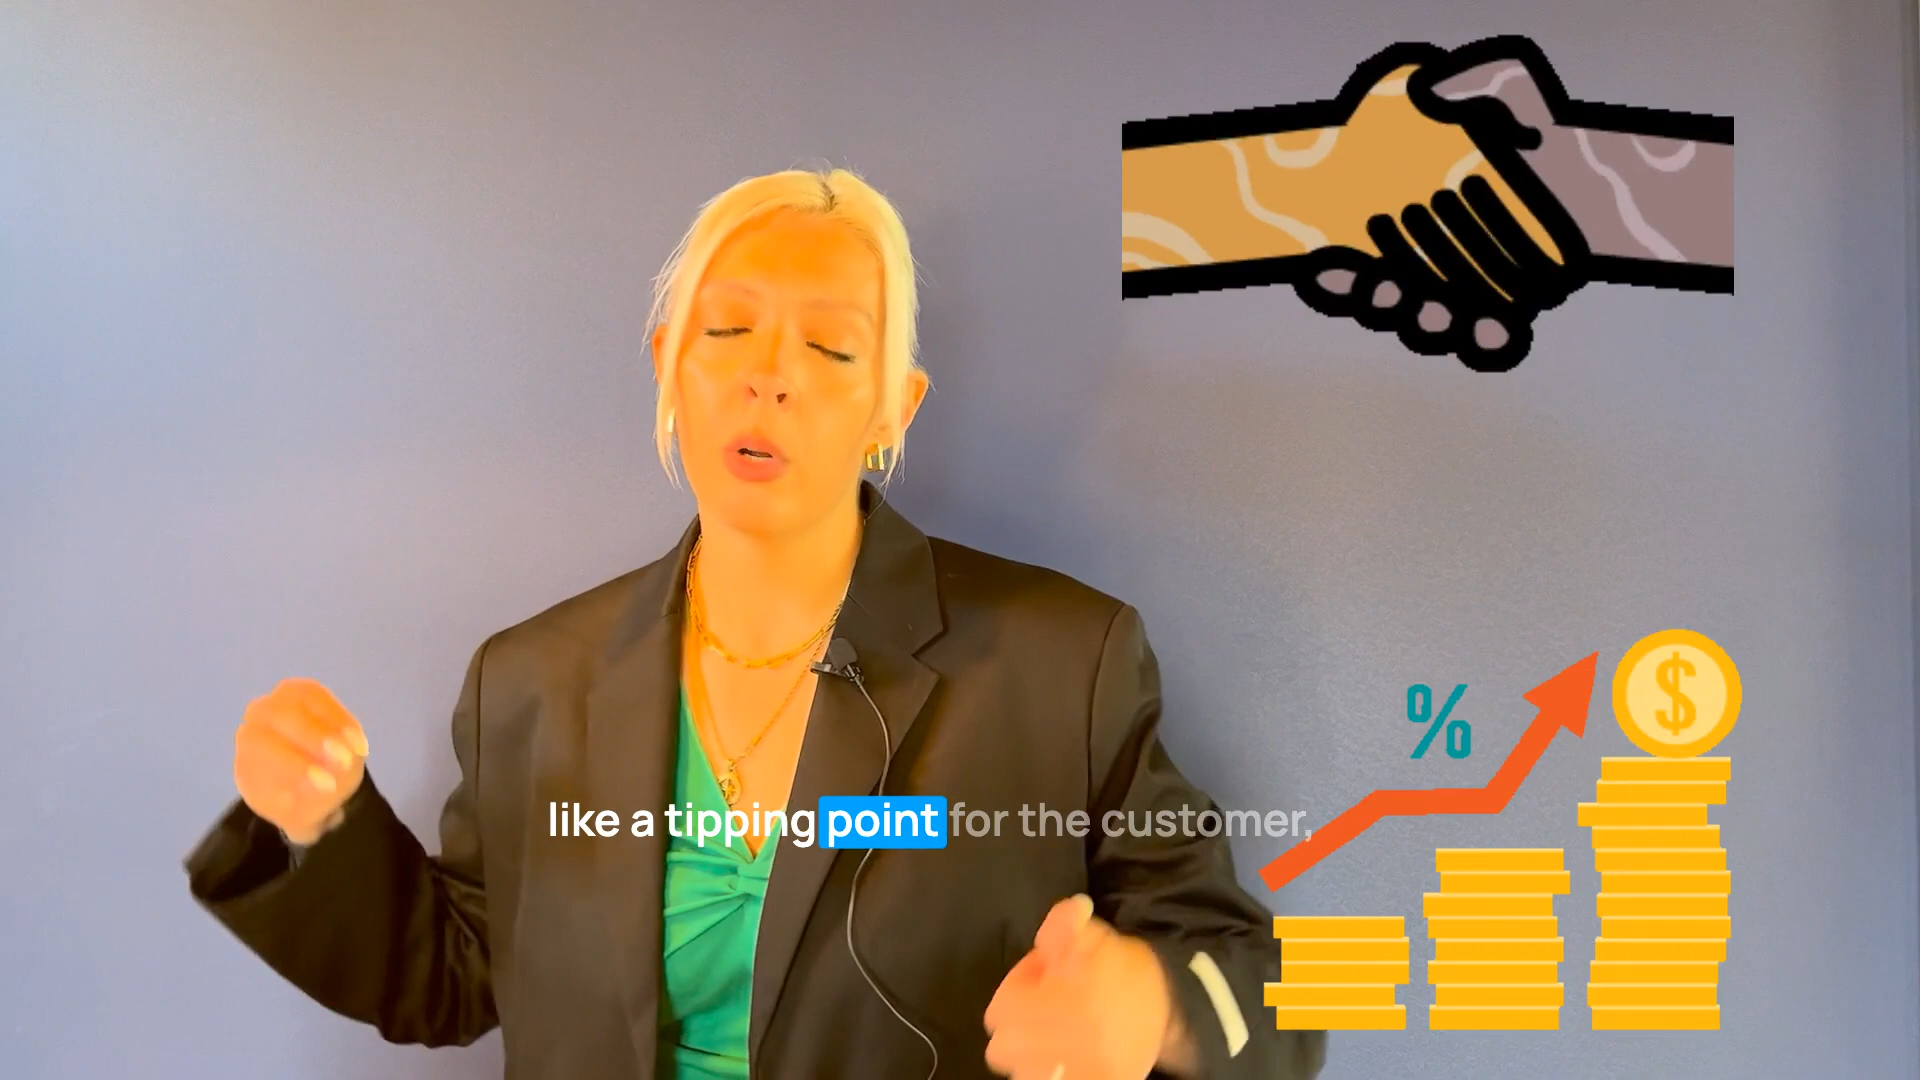 like a tipping point for the customer,
%
$